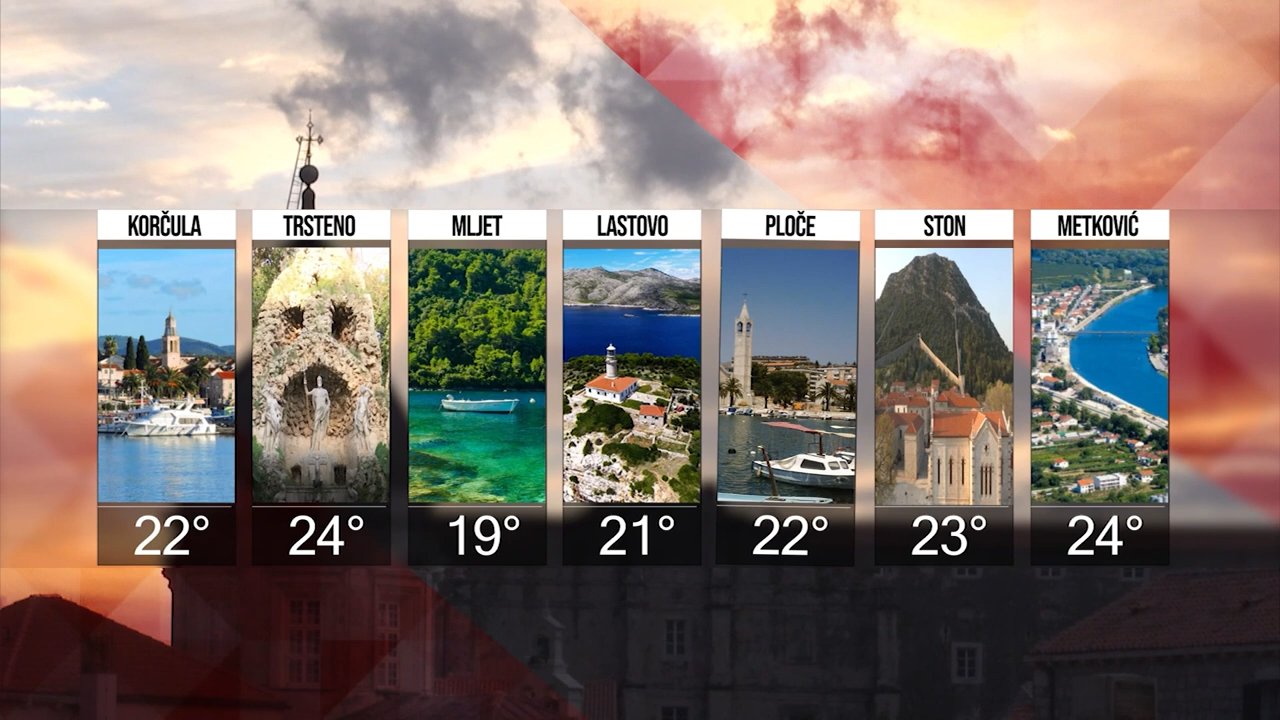 KORČULA
TRSTENO
MLJET
LASTOVO
PLOČE
STON
METKOVIĆ
22°
24°
19°
21°
22°
23°
24°